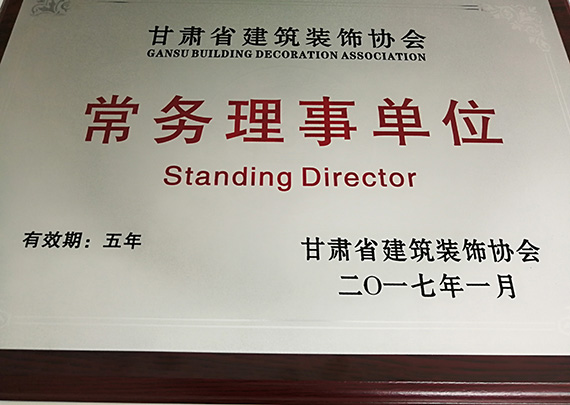 甘肃省建筑装饰协会
GANSU BUILDING DECORATION ASSOCIATION
常务理事单位
Standing Director
有效期：五年
甘肃省建筑装饰协会
二〇一七年一月